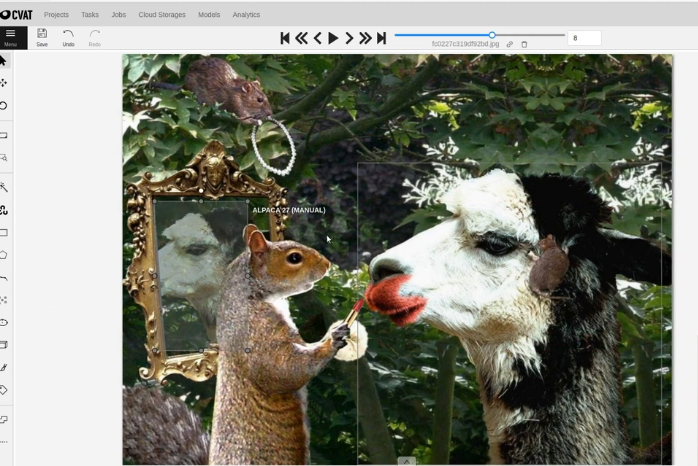 CVAT Projects Tasks Jobs Cloud Storages Models Analytics
Menu Save Undo Redo
8
fc0227c319df92bd.jpg
ALPACA 27 (MANUAL)